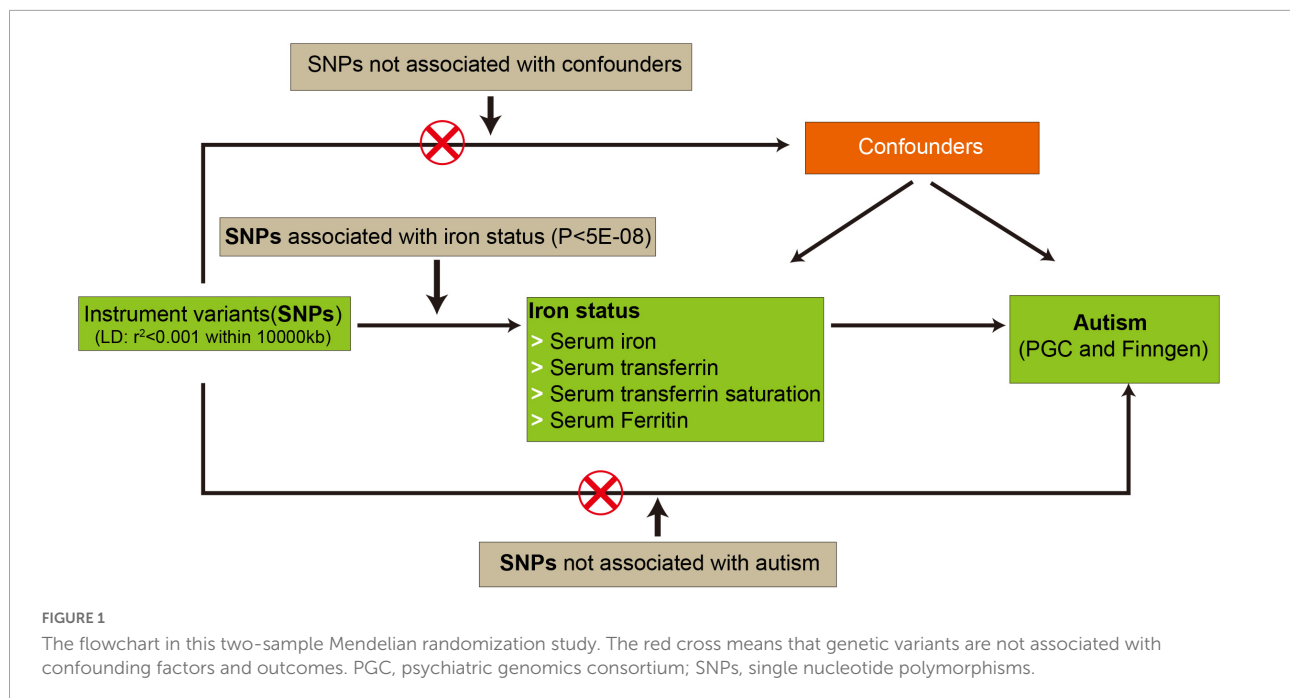 SNPs not associated with confounders
Confounders
SNPs associated with iron status (P<5E-08)
Instrument variants(SNPs)
(LD: r²<0.001 within 10000kb)
Iron status
> Serum iron
> Serum transferrin
> Serum transferrin saturation
> Serum Ferritin
Autism
(PGC and Finngen)
SNPs not associated with autism
FIGURE 1
The flowchart in this two-sample Mendelian randomization study. The red cross means that genetic variants are not associated with
confounding factors and outcomes. PGC, psychiatric genomics consortium; SNPs, single nucleotide polymorphisms.